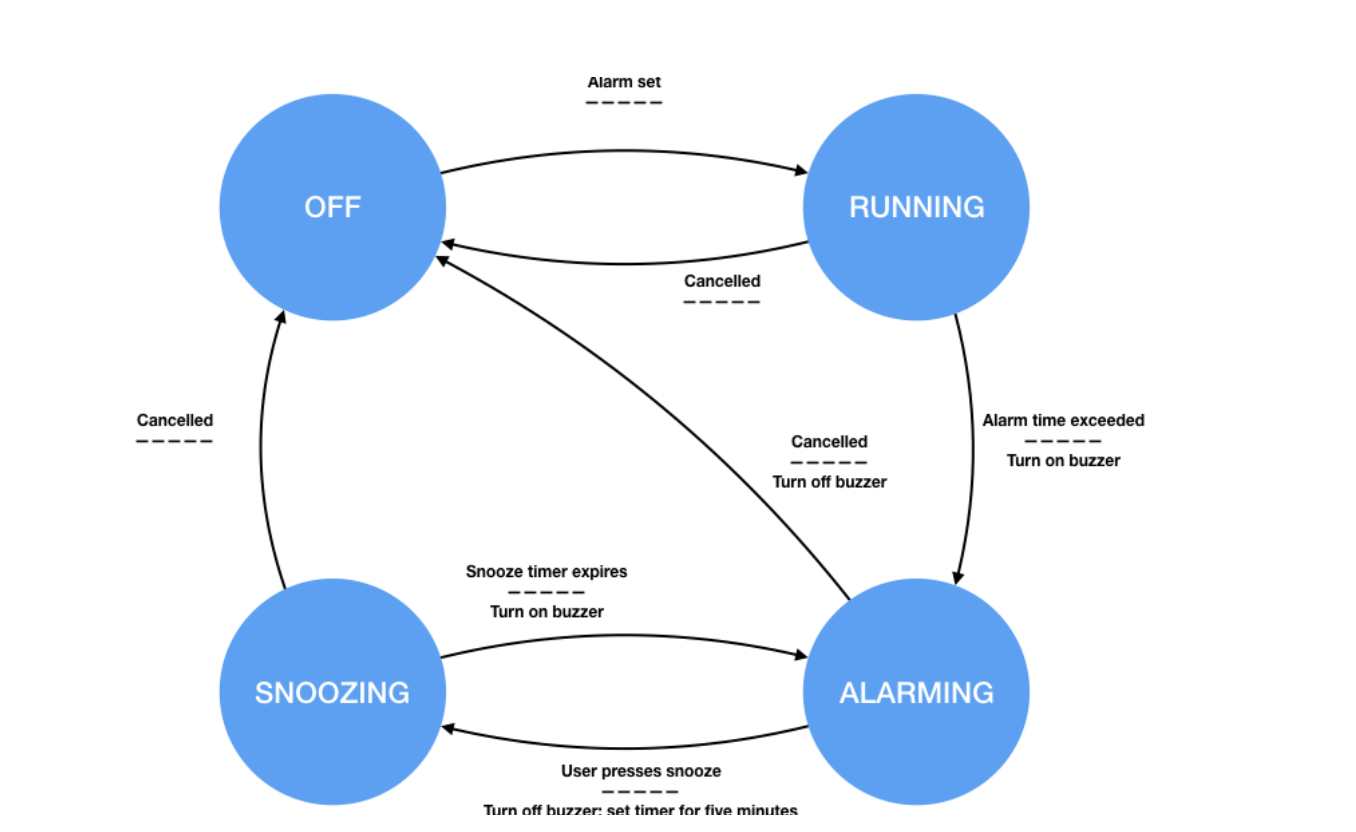 Alarm set
-----
OFF
RUNNING
Cancelled
-----
Cancelled
-----
Alarm time exceeded
-----
Turn on buzzer
Cancelled
-----
Turn off buzzer
Snooze timer expires
-----
Turn on buzzer
SNOOZING
ALARMING
User presses snooze
-----
Turn off buzzer; set timer for five minutes